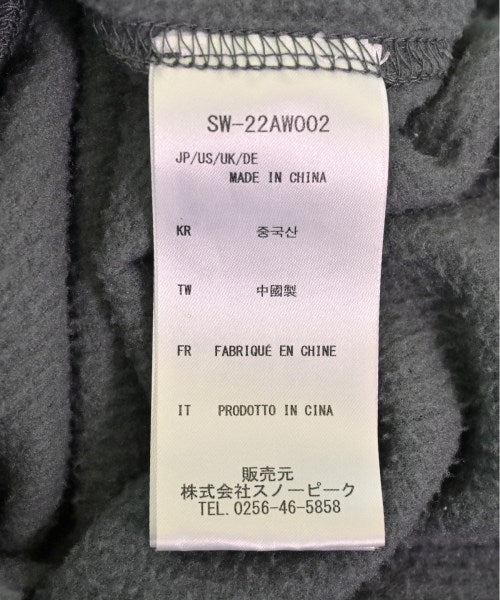 SW-22AW002
JP/US/UK/DE
MADE IN CHINA
KR 중국산
TW 中國製
FR FABRIQUÉ EN CHINE
IT PRODOTTO IN CINA
販売元
株式会社スノーピーク
TEL.0256-46-5858